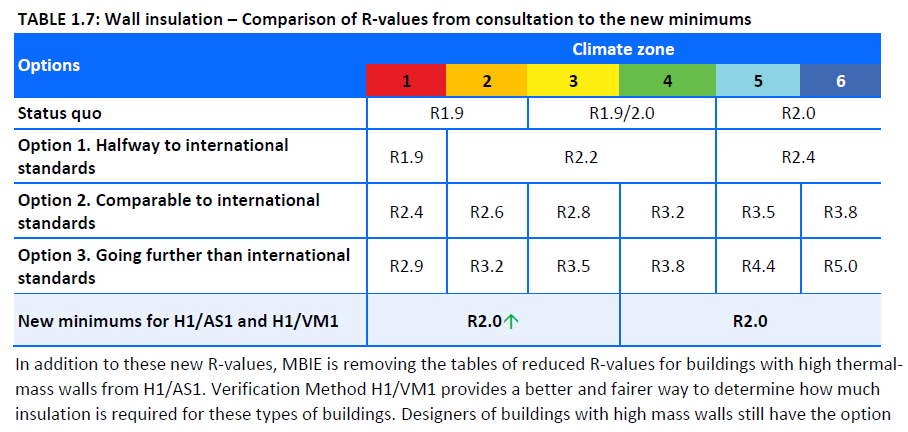 TABLE 1.7: Wall insulation – Comparison of R-values from consultation to the new minimums
Options
Climate zone
1 2 3 4 5 6
Status quo R1.9 R1.9/2.0 R2.0
Option 1. Halfway to international
standards
R1.9 R2.2 R2.4
Option 2. Comparable to international
standards
R2.4 R2.6 R2.8 R3.2 R3.5 R3.8
Option 3. Going further than international
standards
R2.9 R3.2 R3.5 R3.8 R4.4 R5.0
New minimums for H1/AS1 and H1/VM1 R2.0↑ R2.0
In addition to these new R-values, MBIE is removing the tables of reduced R-values for buildings with high thermal-
mass walls from H1/AS1. Verification Method H1/VM1 provides a better and fairer way to determine how much
insulation is required for these types of buildings. Designers of buildings with high mass walls still have the option